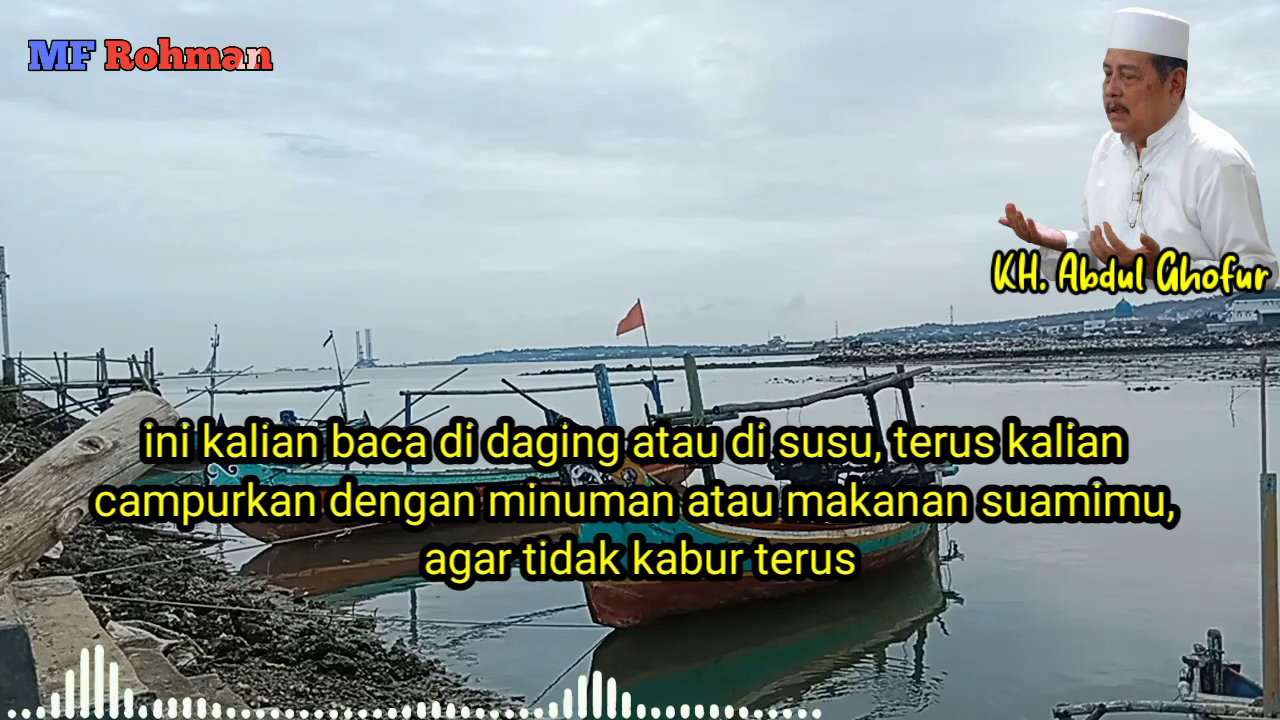 MF Rohman
KH. Abdul Ghofur
ini kalian baca di daging atau di susu, terus kalian
campurkan dengan minuman atau makanan suamimu,
agar tidak kabur terus